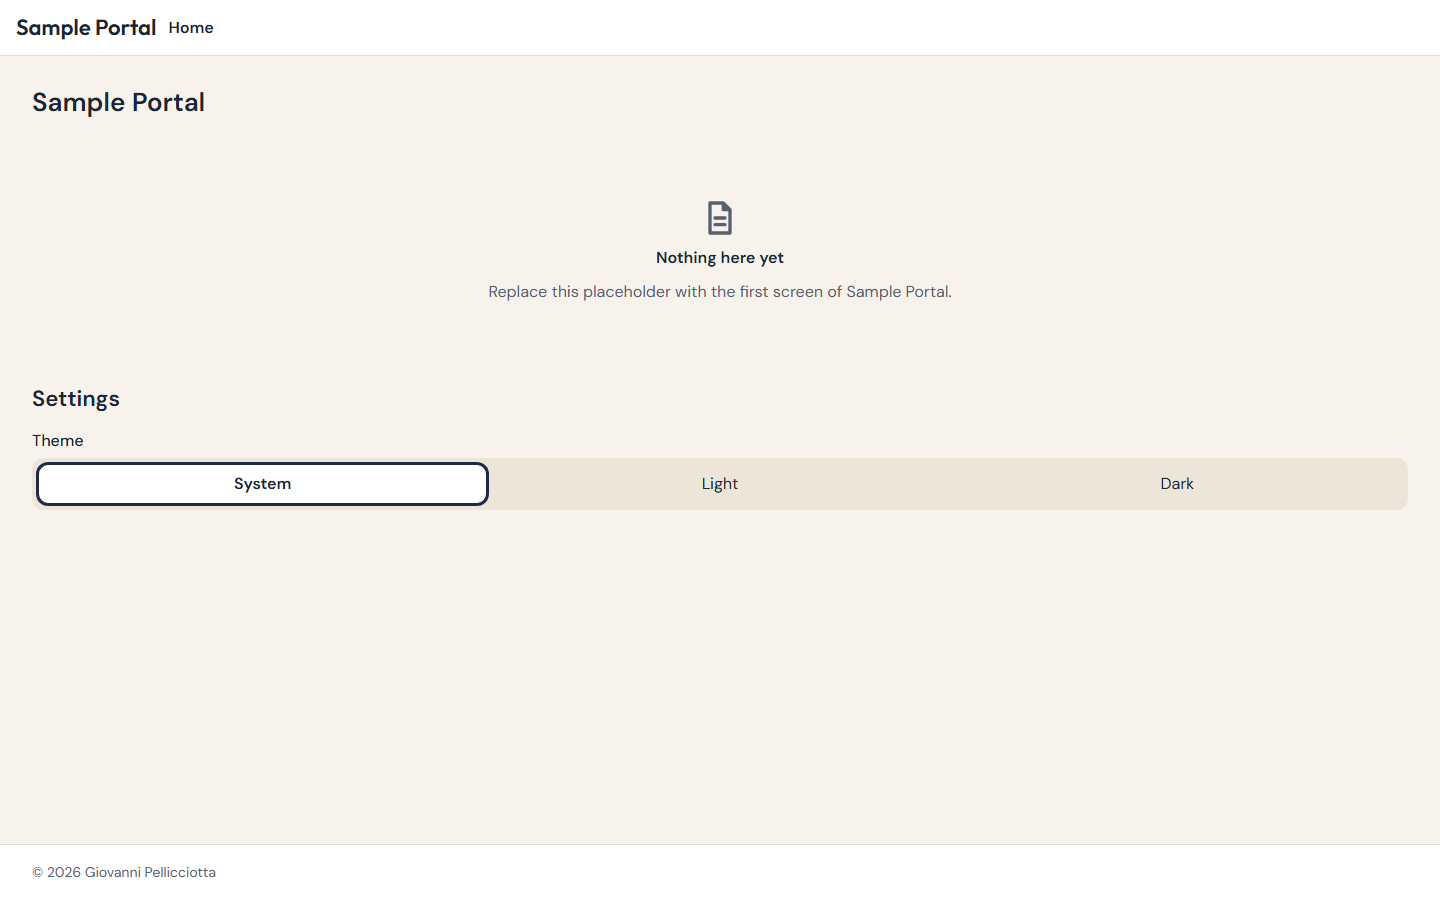 Sample Portal Home
Sample Portal
Nothing here yet
Replace this placeholder with the first screen of Sample Portal.
Settings
Theme
System Light Dark
© 2026 Giovanni Pellicciotta